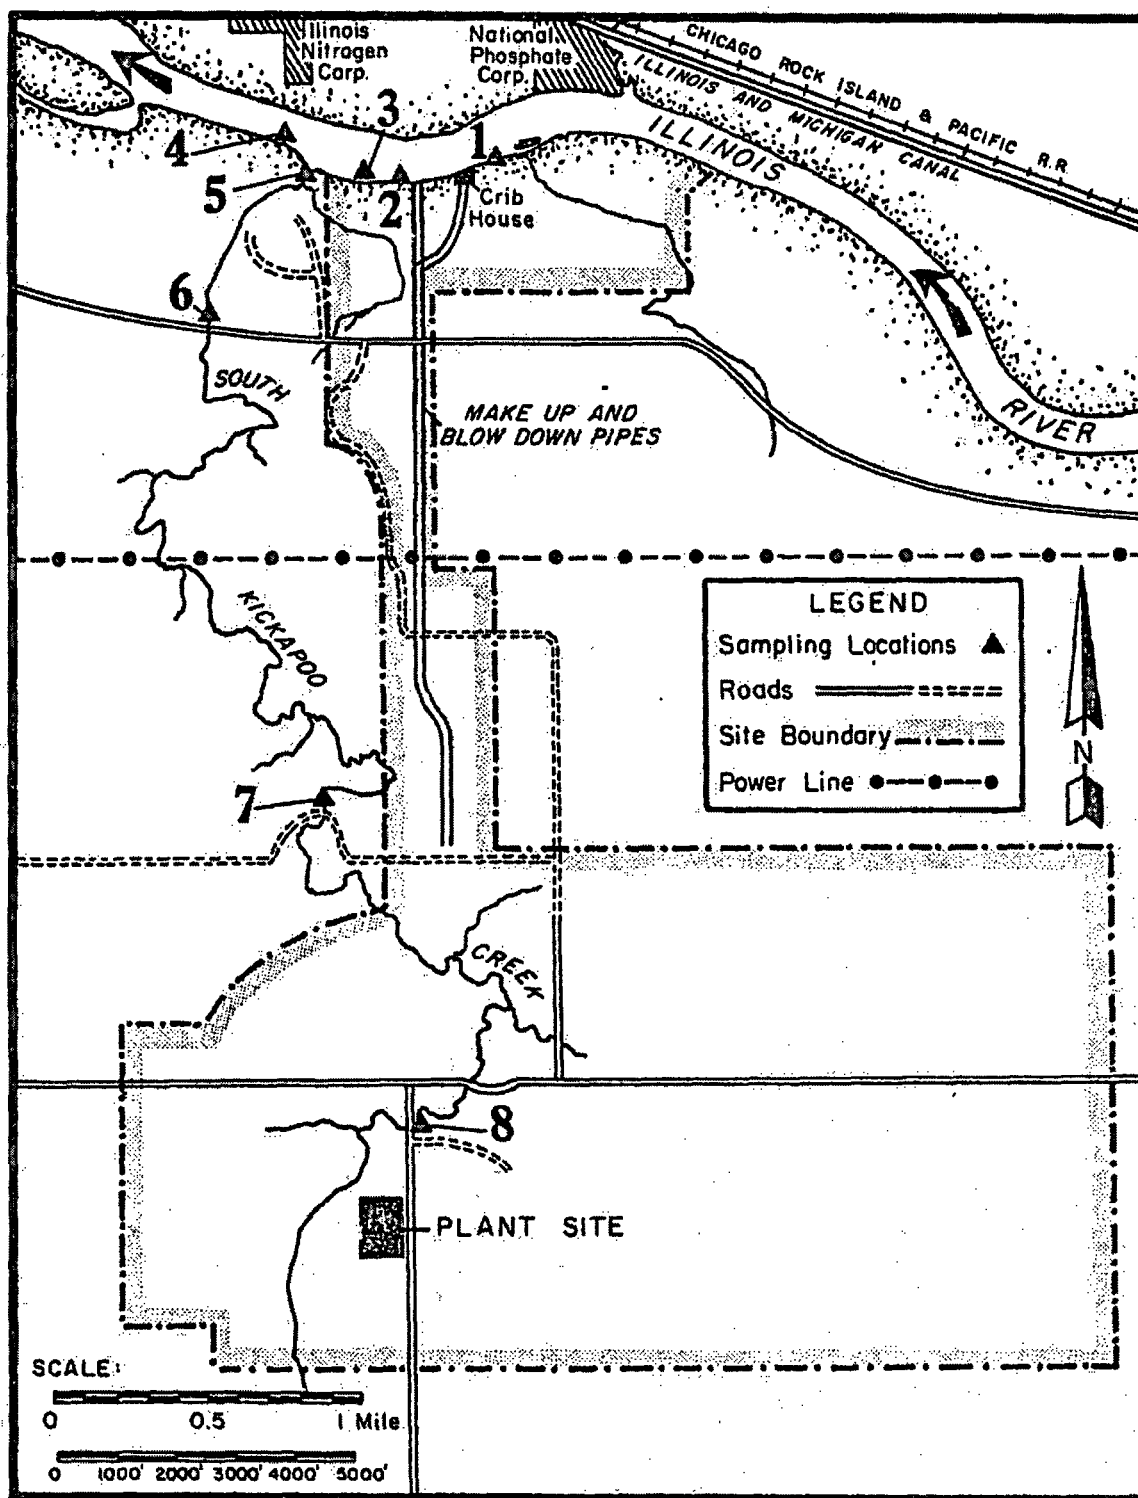 Illinois
Nitrogen
Corp.
National
Phosphate
Corp.
CHICAGO ROCK ISLAND & PACIFIC R.R.
ILLINOIS AND MICHIGAN CANAL
ILLINOIS
RIVER
3
1
4
5
2
Crib
House
6
SOUTH
MAKE UP AND
BLOW DOWN PIPES
KICKAPOO
LEGEND
Sampling Locations
Roads
Site Boundary
Power Line
N
7
CREEK
8
PLANT SITE
SCALE:
0 0.5 1 Mile
0 1000' 2000' 3000' 4000' 5000'